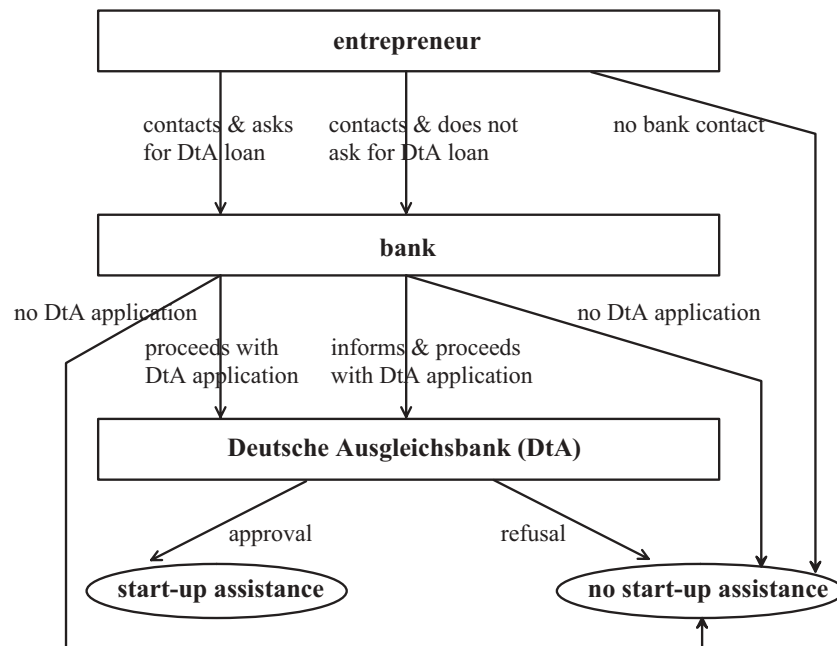 entrepreneur
contacts & asks
for DtA loan
contacts & does not
ask for DtA loan
no bank contact
bank
no DtA application
no DtA application
proceeds with
DtA application
informs & proceeds
with DtA application
Deutsche Ausgleichsbank (DtA)
approval
refusal
start-up assistance
no start-up assistance